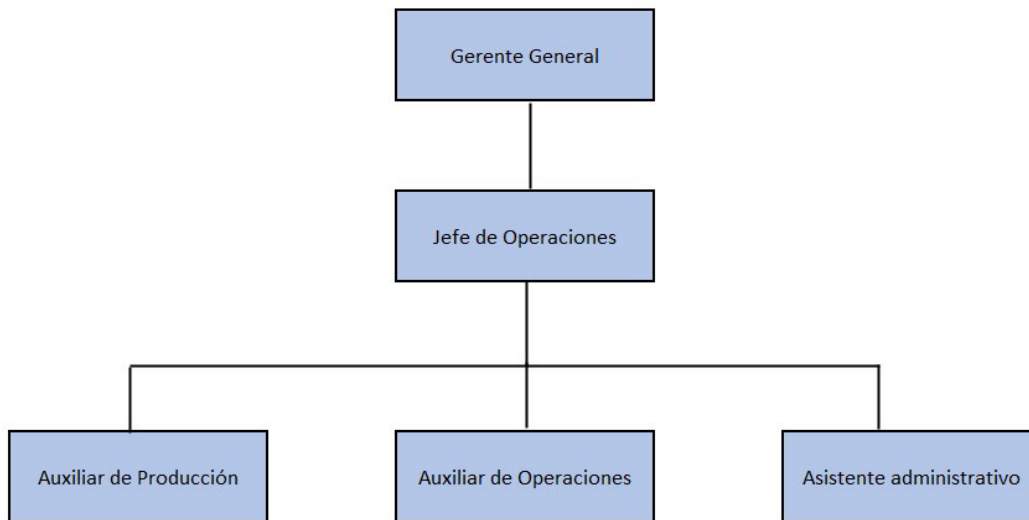 Gerente General
Jefe de Operaciones
Auxiliar de Producción
Auxiliar de Operaciones
Asistente administrativo